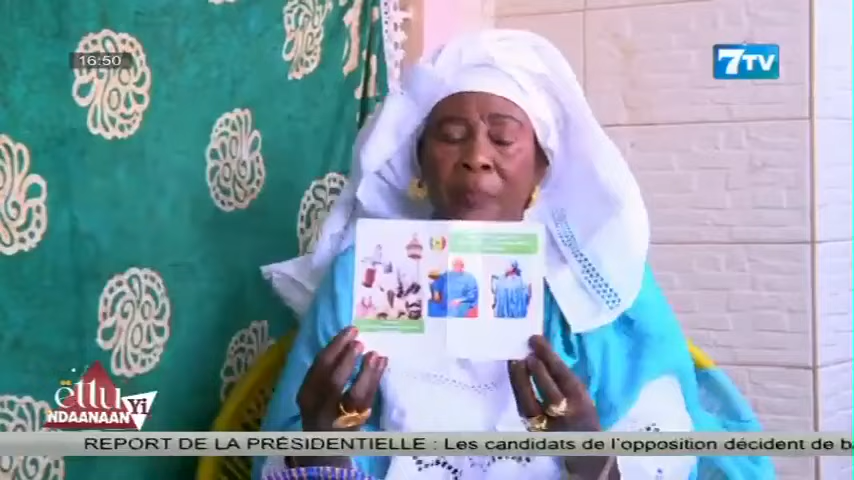 16:50
7TV
ëttu
NDAANAAN Yi
REPORT DE LA PRÉSIDENTIELLE : Les candidats de l'opposition décident de b